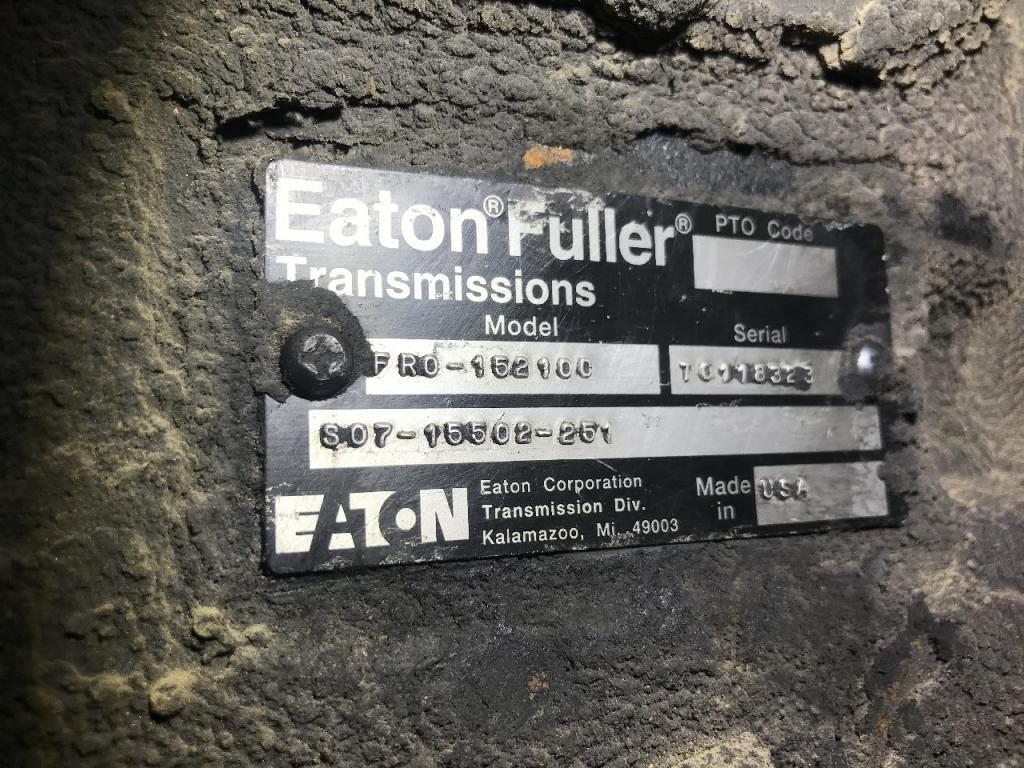 Eaton® Fuller®
Transmissions
PTO Code
Model
Serial
FRO-15210C
S07-15502-251
EATON
Eaton Corporation
Transmission Div.
Kalamazoo, Mi. 49003
Made in
USA